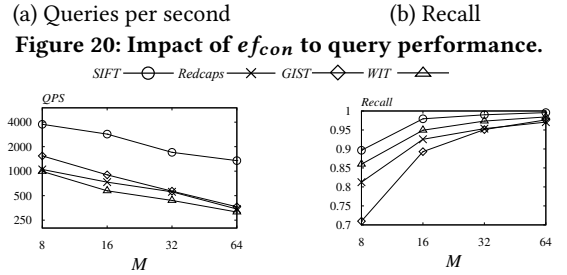 (a) Queries per second (b) Recall
Figure 20: Impact of efcon to query performance.
SIFT Redcaps GIST WIT
QPS
4000
2000
1000
500
250
8 16 32 64
M
Recall
1
0.95
0.9
0.85
0.8
0.75
0.7
8 16 32 64
M